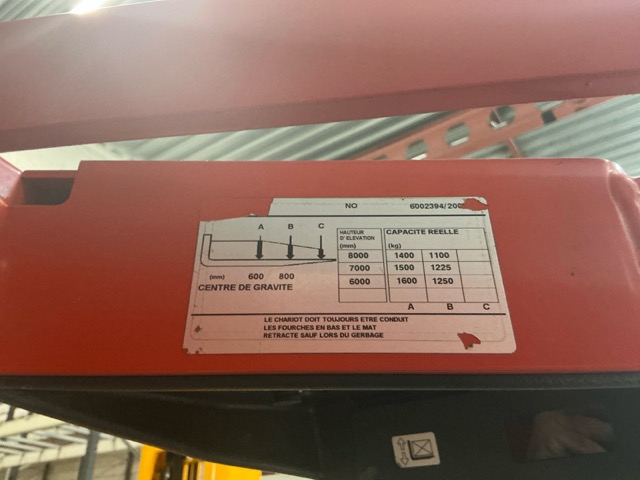 NO 6002394/200
A B C
(mm) 600 800
CENTRE DE GRAVITE
HAUTEUR
D'ELEVATION
(mm)
CAPACITE REELLE
(kg)
8000 1400 1100
7000 1500 1225
6000 1600 1250
A B C
LE CHARIOT DOIT TOUJOURS ETRE CONDUIT
LES FOURCHES EN BAS ET LE MAT
RETRACTE SAUF LORS DU GERBAGE